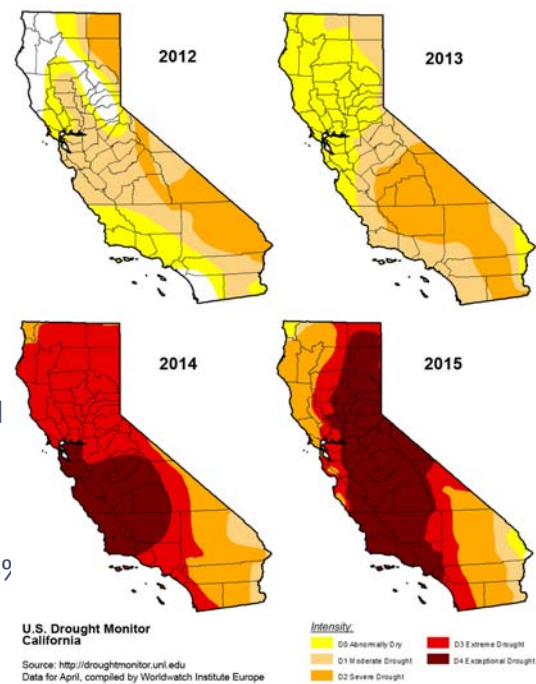 2012
2013
2014
2015
%
U.S. Drought Monitor
California
Source: http://droughtmonitor.unl.edu
Data for April, compiled by Worldwatch Institute Europe
Intensity:
D0 Abnormally Dry
D1 Moderate Drought
D2 Severe Drought
D3 Extreme Drought
D4 Exceptional Drought